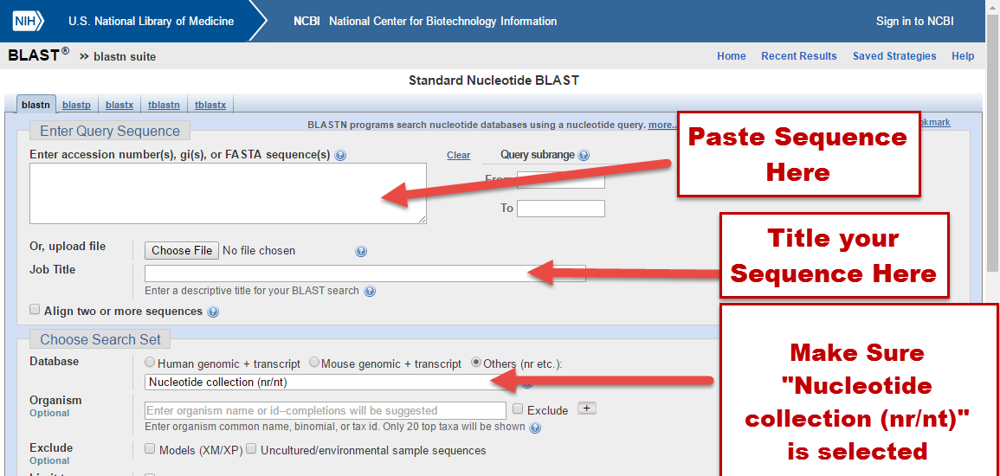 NIH U.S. National Library of Medicine NCBI National Center for Biotechnology Information Sign in to NCBI
BLAST® » blastn suite Home Recent Results Saved Strategies Help
Standard Nucleotide BLAST
blastn blastp blastx tblastn tblastx
Enter Query Sequence
BLASTN programs search nucleotide databases using a nucleotide query. more...
Enter accession number(s), gi(s), or FASTA sequence(s) Clear Query subrange
From
To
Paste Sequence
Here
Or, upload file Choose File No file chosen
Job Title
Enter a descriptive title for your BLAST search
Title your
Sequence Here
Align two or more sequences
Choose Search Set
Database Human genomic + transcript Mouse genomic + transcript Others (nr etc.):
Nucleotide collection (nr/nt)
Organism
Optional
Enter organism name or id--completions will be suggested Exclude +
Enter organism common name, binomial, or tax id. Only 20 top taxa will be shown
Exclude
Optional
Models (XM/XP) Uncultured/environmental sample sequences
Make Sure
"Nucleotide
collection (nr/nt)"
is selected